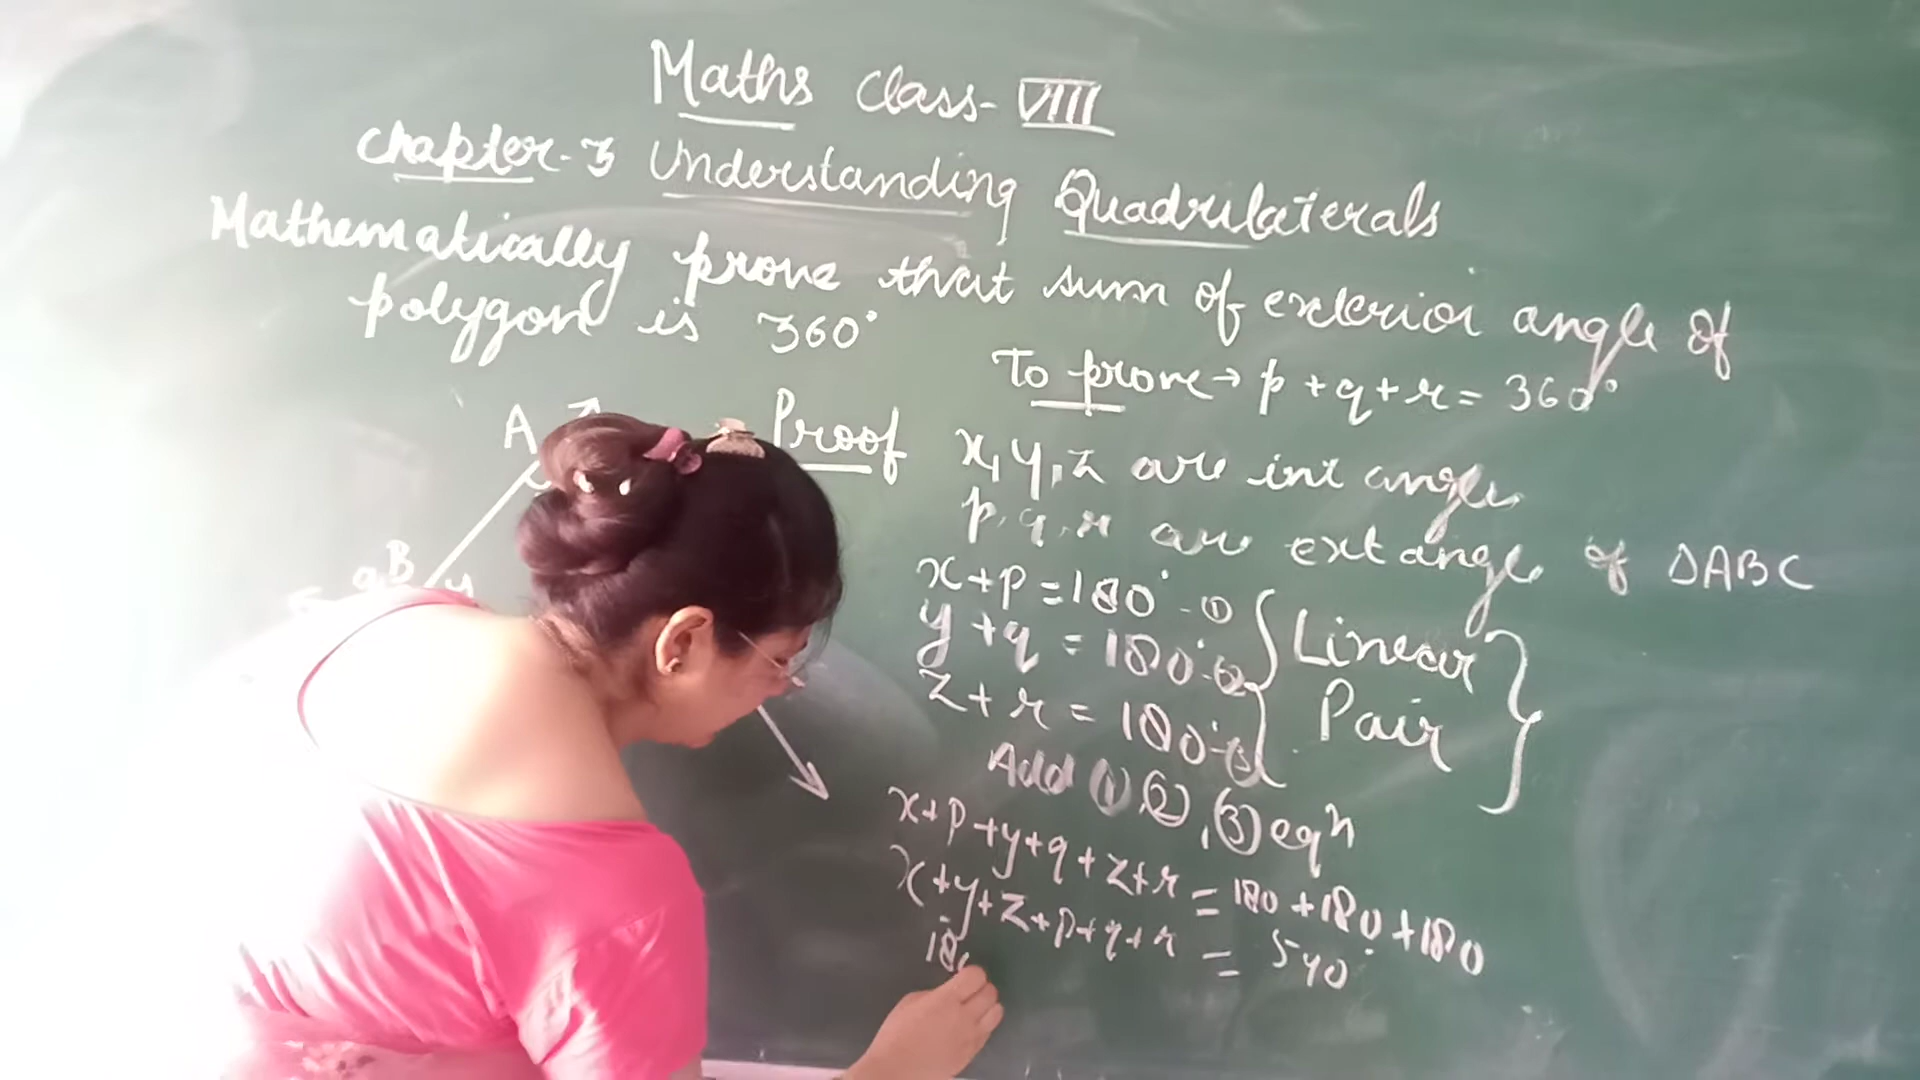 Maths Class-VIII
Chapter-3 Understanding Quadrilaterals
Mathematically prove that sum of exterior angle of
polygon is 360°
To prove→ p+q+r= 360°
A
Proof x,y,z are int angles
p,q,r are ext angle of ΔABC
q B y
x+p=180° -①
y+q=180°-②
z+r=180°-③
} Linear
Pair }
Add ①,②,③ eqn
x+p+y+q+z+r = 180+180+180
x+y+z+p+q+r = 540°
180